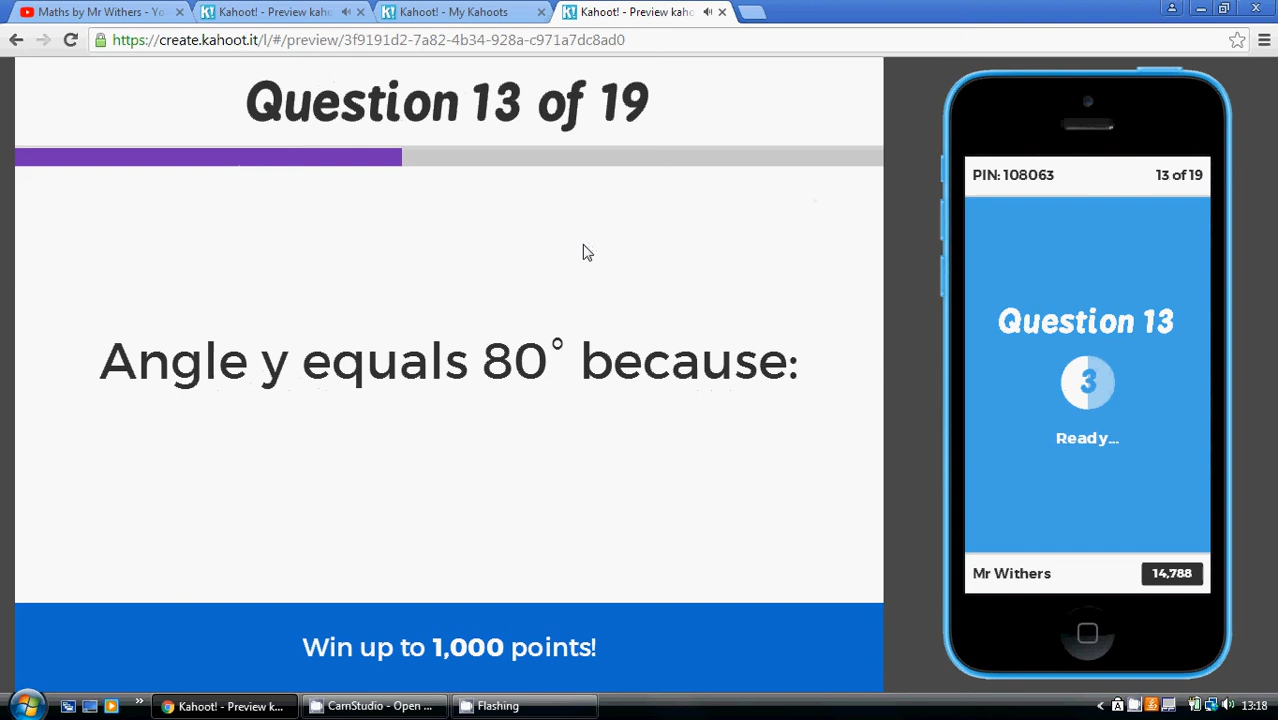 Maths by Mr Withers - Yo
Kahoot! - Preview kaho
Kahoot! - My Kahoots
Kahoot! - Preview kaho
https://create.kahoot.it/l/#/preview/3f9191d2-7a82-4b34-928a-c971a7dc8ad0
Question 13 of 19
Angle y equals 80° because:
Win up to 1,000 points!
PIN: 108063 13 of 19
Question 13
3
Ready...
Mr Withers 14,788
Kahoot! - Preview k...
CamStudio - Open ...
Flashing
13:18